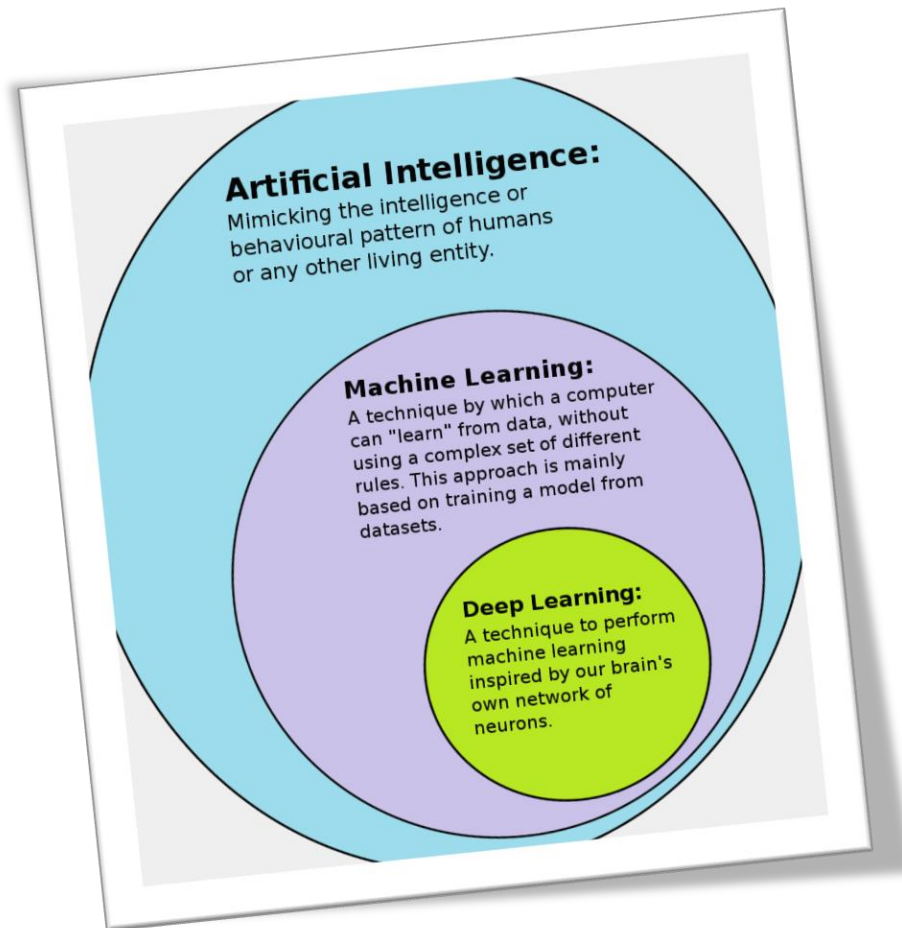 Artificial Intelligence:
Mimicking the intelligence or
behavioural pattern of humans
or any other living entity.
Machine Learning:
A technique by which a computer
can "learn" from data, without
using a complex set of different
rules. This approach is mainly
based on training a model from
datasets.
Deep Learning:
A technique to perform
machine learning
inspired by our brain's
own network of
neurons.